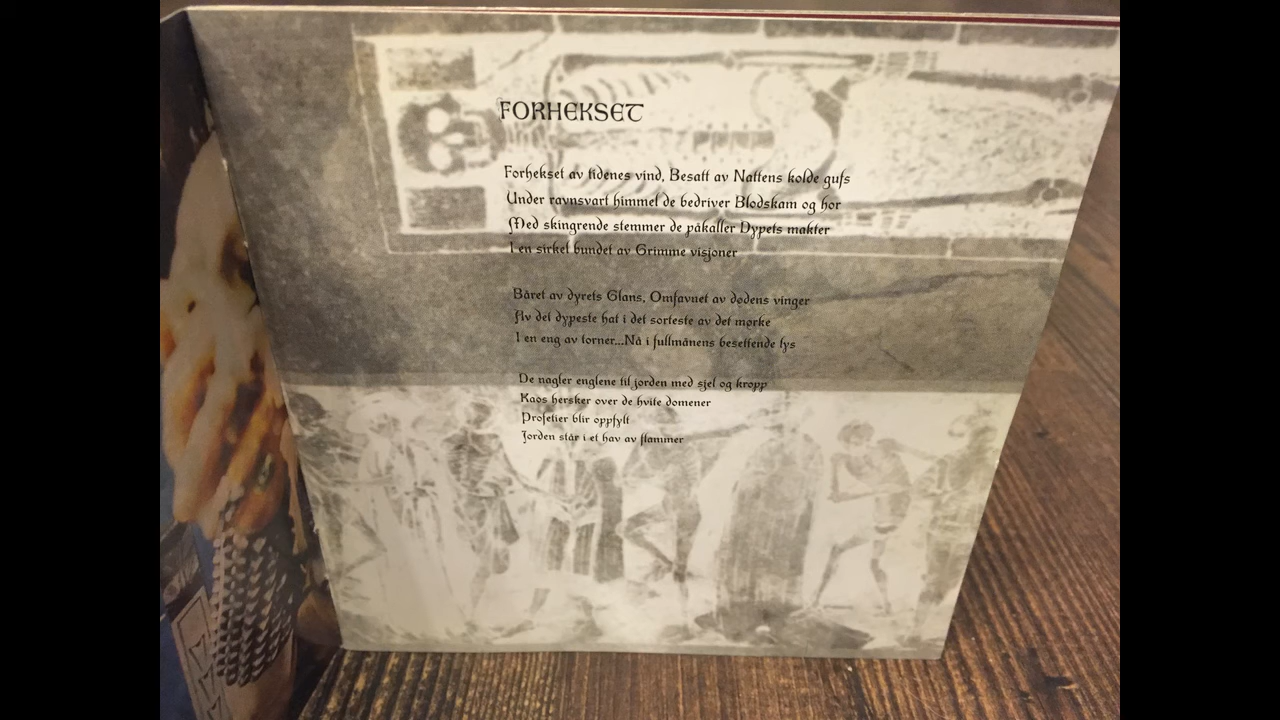 FORHEKSET
Forhekset av tidenes vind, Besatt av Nattens kolde gufs
Under ravnsvart himmel de bedriver Blodskam og hor
Med skingrende stemmer de påkaller Dypets makter
I en sirkel bundet av Grimme visjoner
Båret av dyrets Glans, Omfavnet av dødens vinger
Av det dypeste hat i det sorteste av det mørke
I en eng av torner...Nå i fullmånens besettende lys
De nagler englene til jorden med sjel og kropp
Kaos hersker over de hvite domener
Profetier blir oppfylt
Jorden står i et hav av flammer